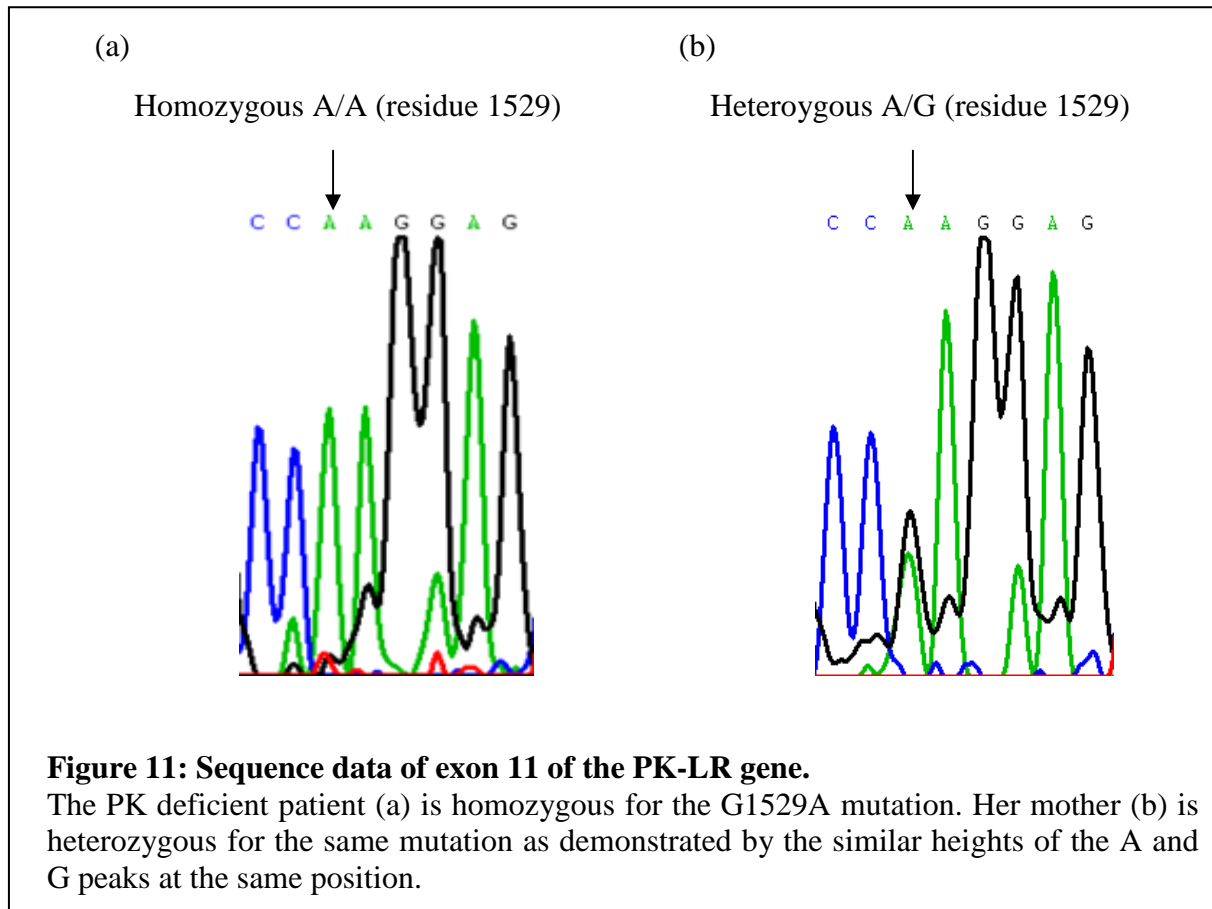 (a) (b)
Homozygous A/A (residue 1529) Heteroygous A/G (residue 1529)
C C A A G G A G C C A A G G A G
Figure 11: Sequence data of exon 11 of the PK-LR gene.
The PK deficient patient (a) is homozygous for the G1529A mutation. Her mother (b) is
heterozygous for the same mutation as demonstrated by the similar heights of the A and
G peaks at the same position.